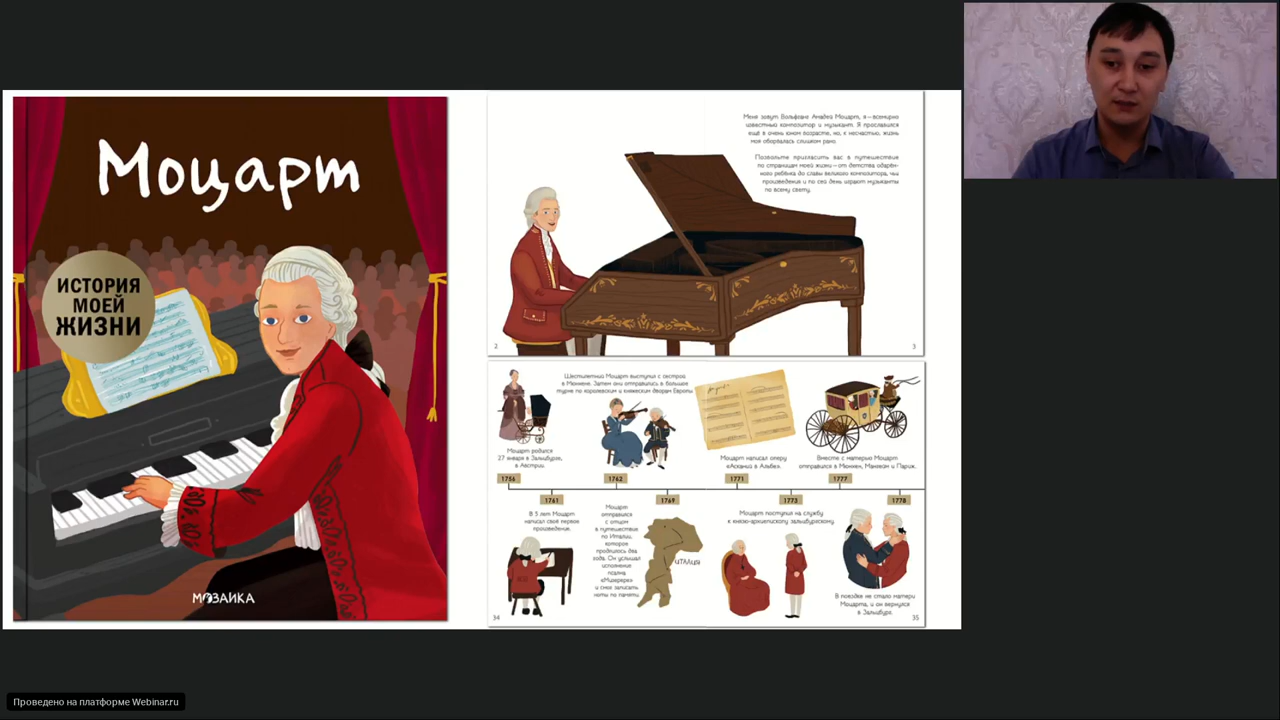 Моцарт
ИСТОРИЯ
МОЕЙ
ЖИЗНИ
МОЗАИКА
Меня зовут Вольфганг Амадей Моцарт, я – всемирно
известный композитор и музыкант. Я прославился
ещё в очень юном возрасте, но, к несчастью, жизнь
моя оборвалась слишком рано.
Позвольте пригласить вас в путешествие
по страницам моей жизни – от детства одарён-
ного ребёнка до славы великого композитора, чьи
произведения и по сей день играют музыканты
по всему свету.
2
3
Шестилетний Моцарт выступил с сестрой
в Мюнхене. Затем они отправились в большое
турне по королевским и княжеским дворам Европы.
Моцарт родился
27 января в Зальцбурге,
в Австрии.
Моцарт написал оперу
«Асканий в Альбе».
Вместе с матерью Моцарт
отправился в Мюнхен, Мангейм и Париж.
1756
1762
1771
1777
1761
1769
1773
1778
В 5 лет Моцарт
написал своё первое
произведение.
Моцарт
отправился
с отцом
в путешествие
по Италии,
которое
продлилось два
года. Он услышал
исполнение
псалма
«Мизерере»
и смог записать
ноты по памяти.
ИТАЛИЯ
Моцарт поступил на службу
к князю-архиепископу зальцбургскому.
В поездке не стало матери
Моцарта, и он вернулся
в Зальцбург.
34
35
Проведено на платформе Webinar.ru